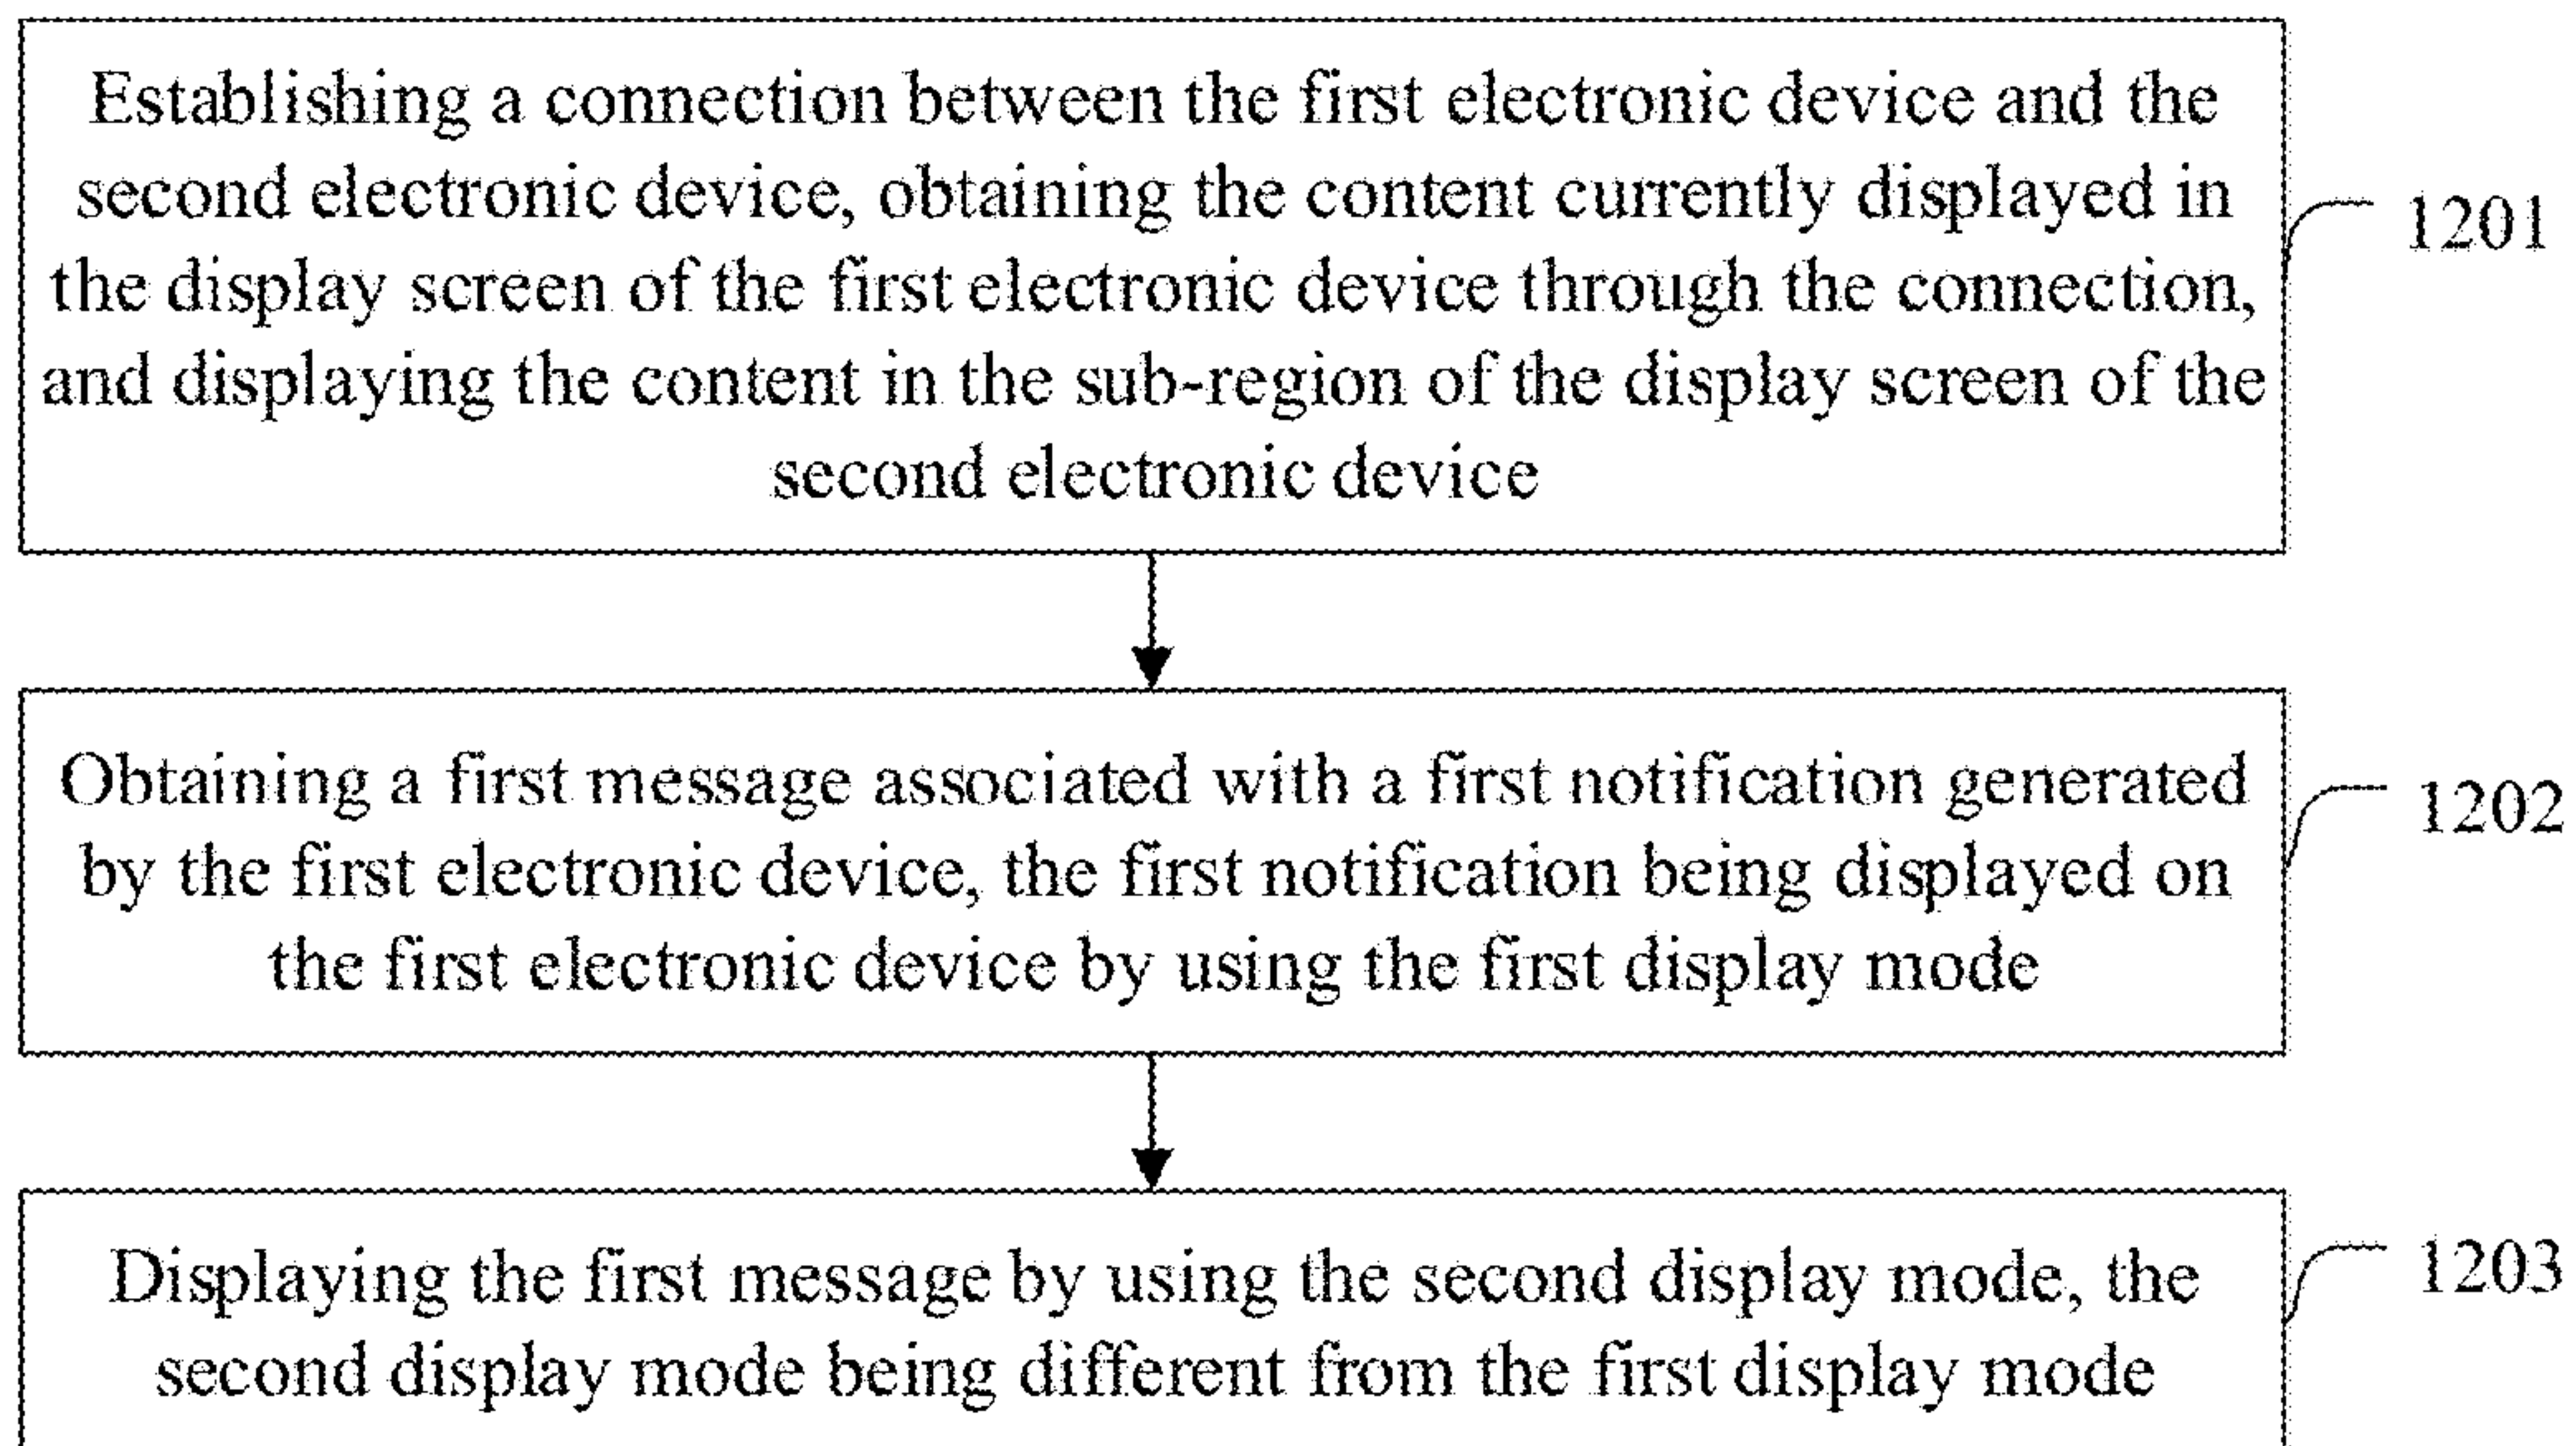 Establishing a connection between the first electronic device and the
second electronic device, obtaining the content currently displayed in
the display screen of the first electronic device through the connection,
and displaying the content in the sub-region of the display screen of the
second electronic device
1201
Obtaining a first message associated with a first notification generated
by the first electronic device, the first notification being displayed on
the first electronic device by using the first display mode
1202
Displaying the first message by using the second display mode, the
second display mode being different from the first display mode
1203